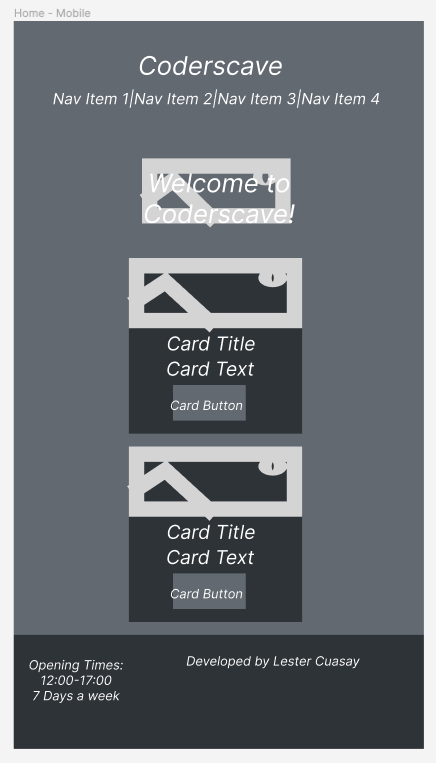 Home - Mobile
Coderscave
Nav Item 1|Nav Item 2|Nav Item 3|Nav Item 4
Welcome to
Coderscave!
Card Title
Card Text
Card Button
Card Title
Card Text
Card Button
Opening Times:
12:00-17:00
7 Days a week
Developed by Lester Cuasay